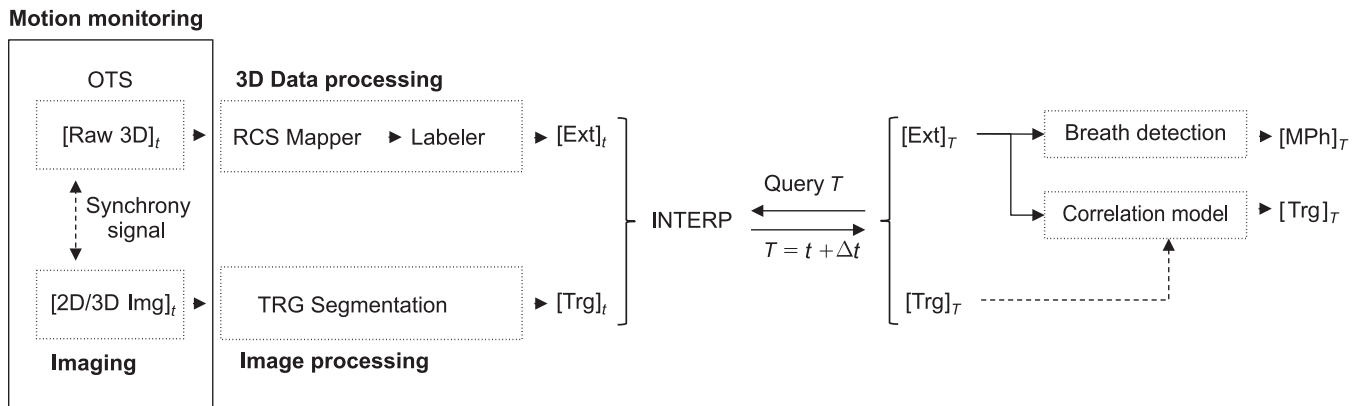 Motion monitoring
OTS
3D Data processing
[Raw 3D]t
RCS Mapper
Labeler
[Ext]t
[Ext]T
Breath detection
[MPh]T
Synchrony
signal
INTERP
Query T
T = t + Δt
Correlation model
[Trg]T
[2D/3D Img]t
TRG Segmentation
[Trg]t
[Trg]T
Imaging
Image processing